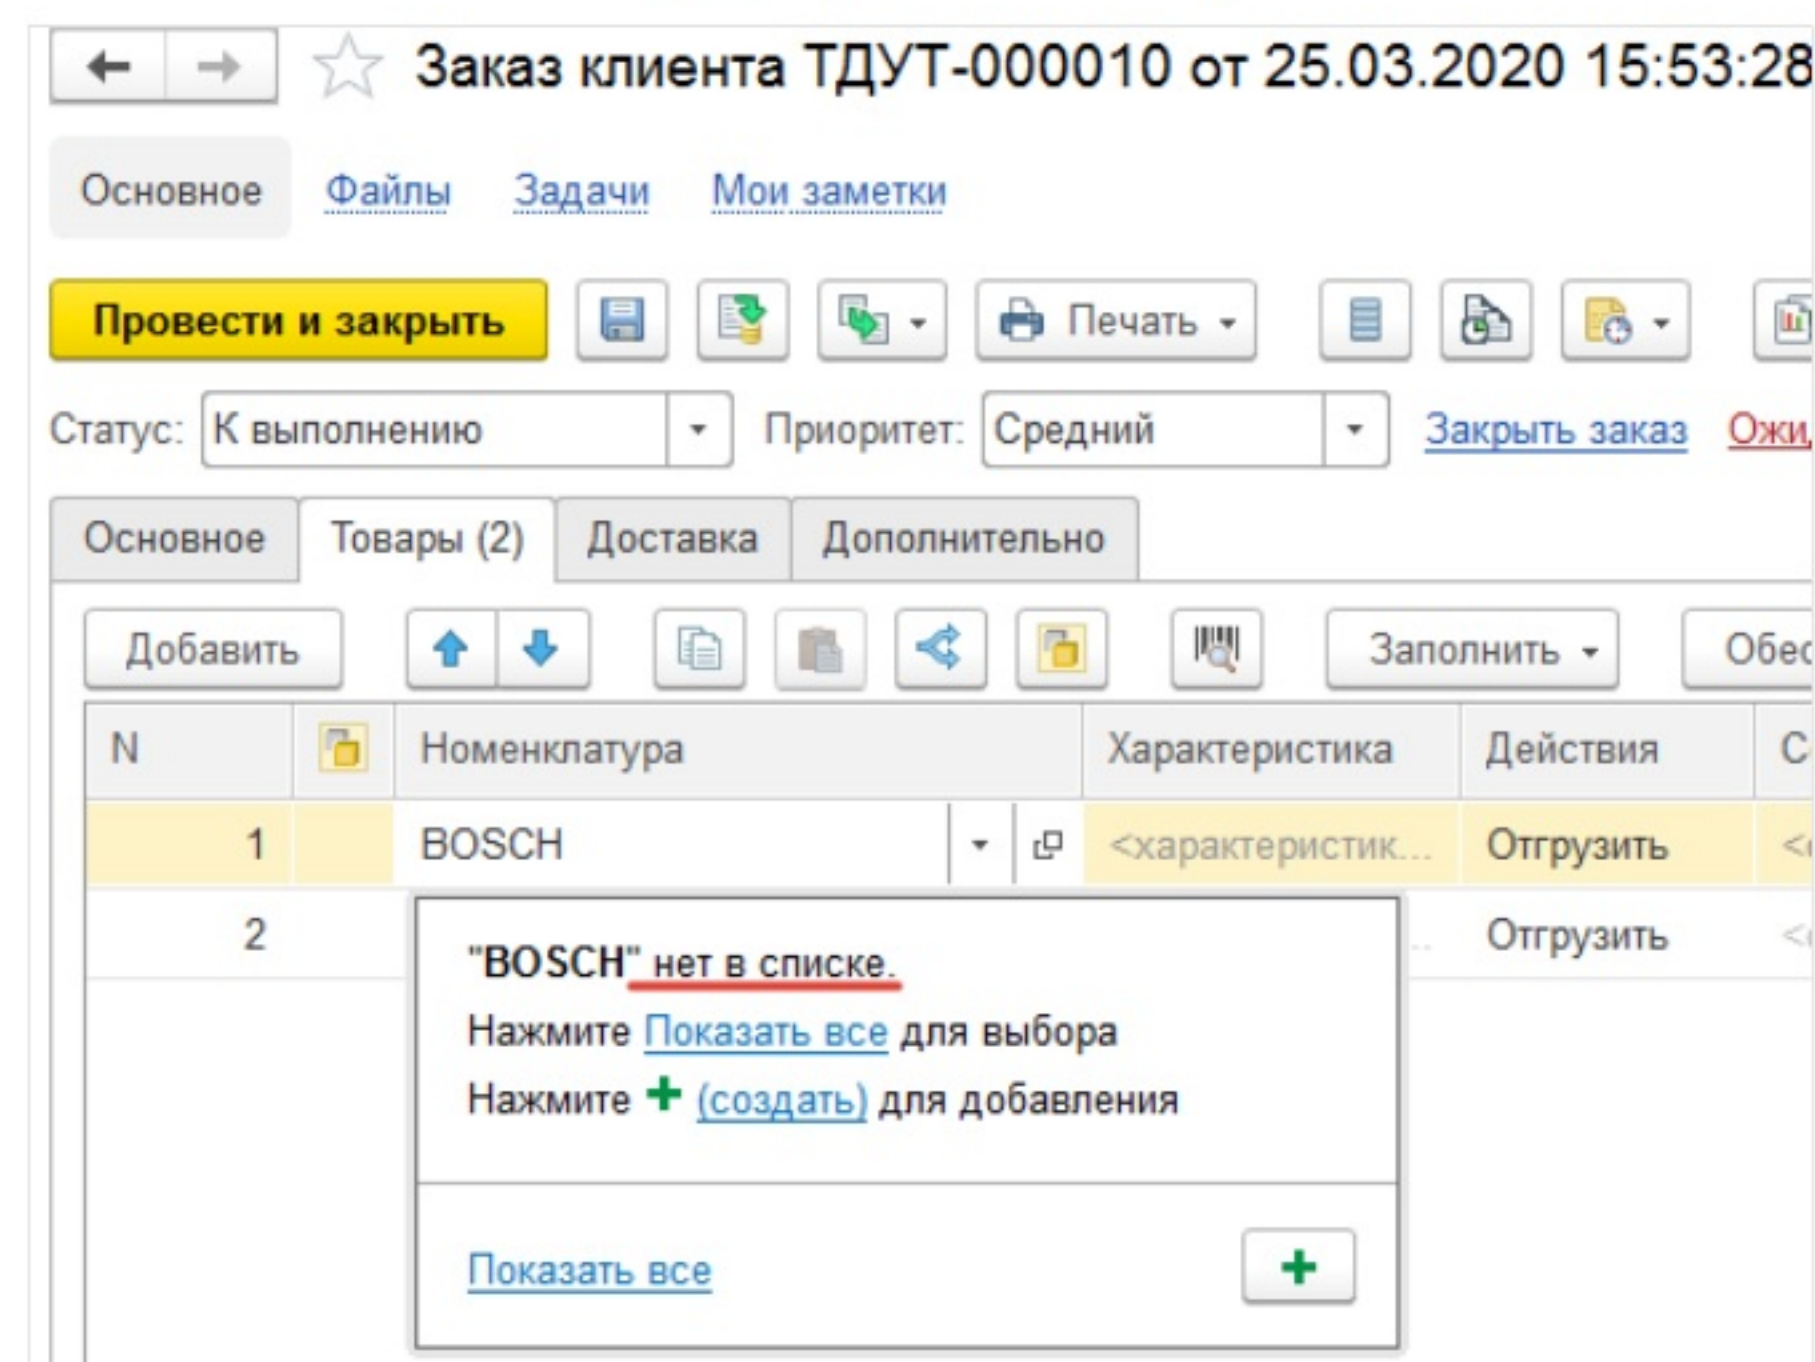 Заказ клиента ТДУТ-000010 от 25.03.2020 15:53:28
Основное Файлы Задачи Мои заметки
Провести и закрыть Печать
Статус: К выполнению Приоритет: Средний Закрыть заказ
Основное Товары (2) Доставка Дополнительно
Добавить Заполнить
N Номенклатура Характеристика Действия
1 BOSCH <характеристик... Отгрузить
2 Отгрузить
"BOSCH" нет в списке.
Нажмите Показать все для выбора
Нажмите + (создать) для добавления
Показать все